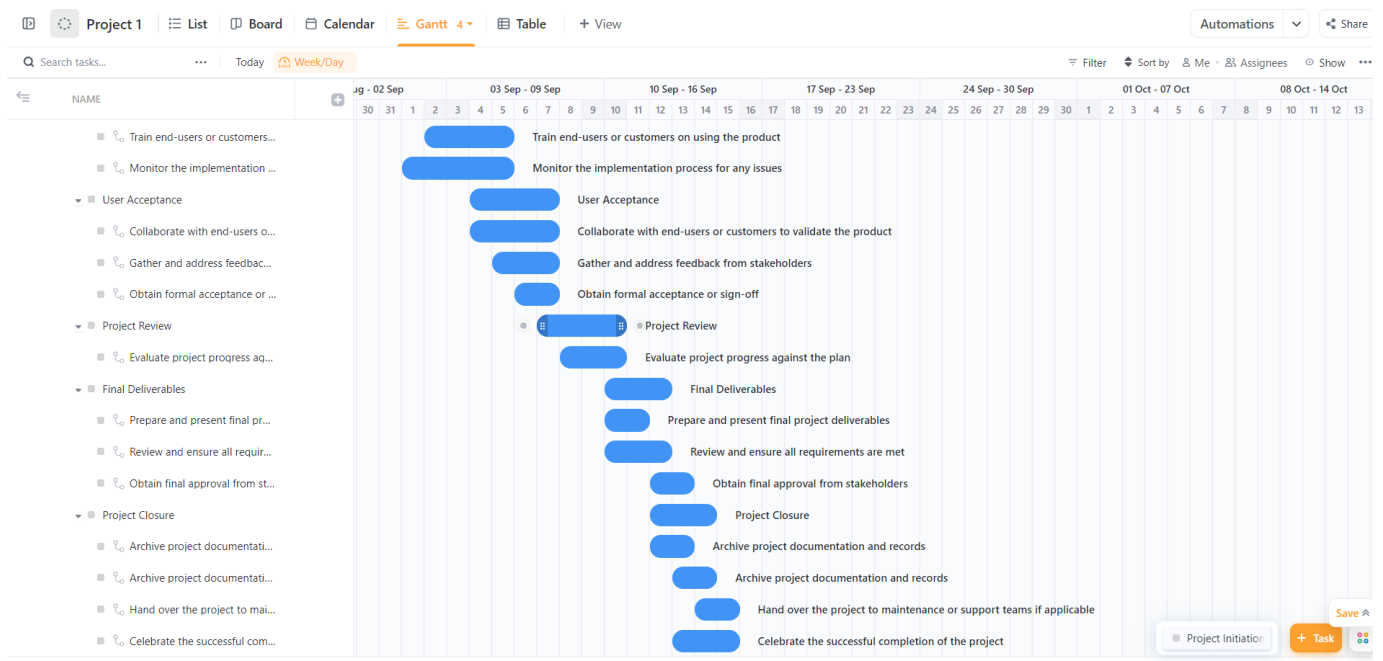 Project 1 List Board Calendar Gantt 4 Table + View Automations Share
Search tasks... ... Today Week/Day Filter Sort by Me Assignees Show ...
NAME
ug - 02 Sep 03 Sep - 09 Sep 10 Sep - 16 Sep 17 Sep - 23 Sep 24 Sep - 30 Sep 01 Oct - 07 Oct 08 Oct - 14 Oct
30 31 1 2 3 4 5 6 7 8 9 10 11 12 13 14 15 16 17 18 19 20 21 22 23 24 25 26 27 28 29 30 1 2 3 4 5 6 7 8 9 10 11 12 13
Train end-users or customers... Train end-users or customers on using the product
Monitor the implementation ... Monitor the implementation process for any issues
User Acceptance User Acceptance
Collaborate with end-users o... Collaborate with end-users or customers to validate the product
Gather and address feedbac... Gather and address feedback from stakeholders
Obtain formal acceptance or ... Obtain formal acceptance or sign-off
Project Review Project Review
Evaluate project progress ag... Evaluate project progress against the plan
Final Deliverables Final Deliverables
Prepare and present final pr... Prepare and present final project deliverables
Review and ensure all requir... Review and ensure all requirements are met
Obtain final approval from st... Obtain final approval from stakeholders
Project Closure Project Closure
Archive project documentati... Archive project documentation and records
Archive project documentati... Archive project documentation and records
Hand over the project to mai... Hand over the project to maintenance or support teams if applicable
Save
Celebrate the successful com... Celebrate the successful completion of the project
Project Initiation + Task